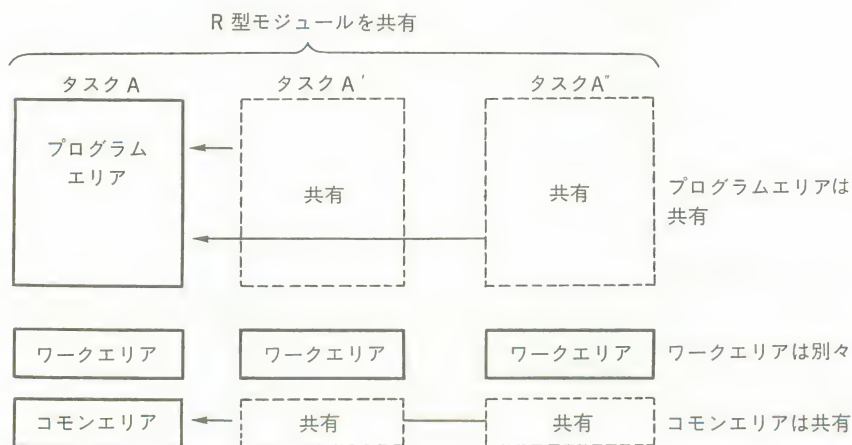 R型モジュールを共有
タスクA
タスクA'
タスクA"
プログラム
エリア
共有
共有
プログラムエリアは
共有
ワークエリア
ワークエリア
ワークエリア
ワークエリアは別々
コモンエリア
共有
共有
コモンエリアは共有